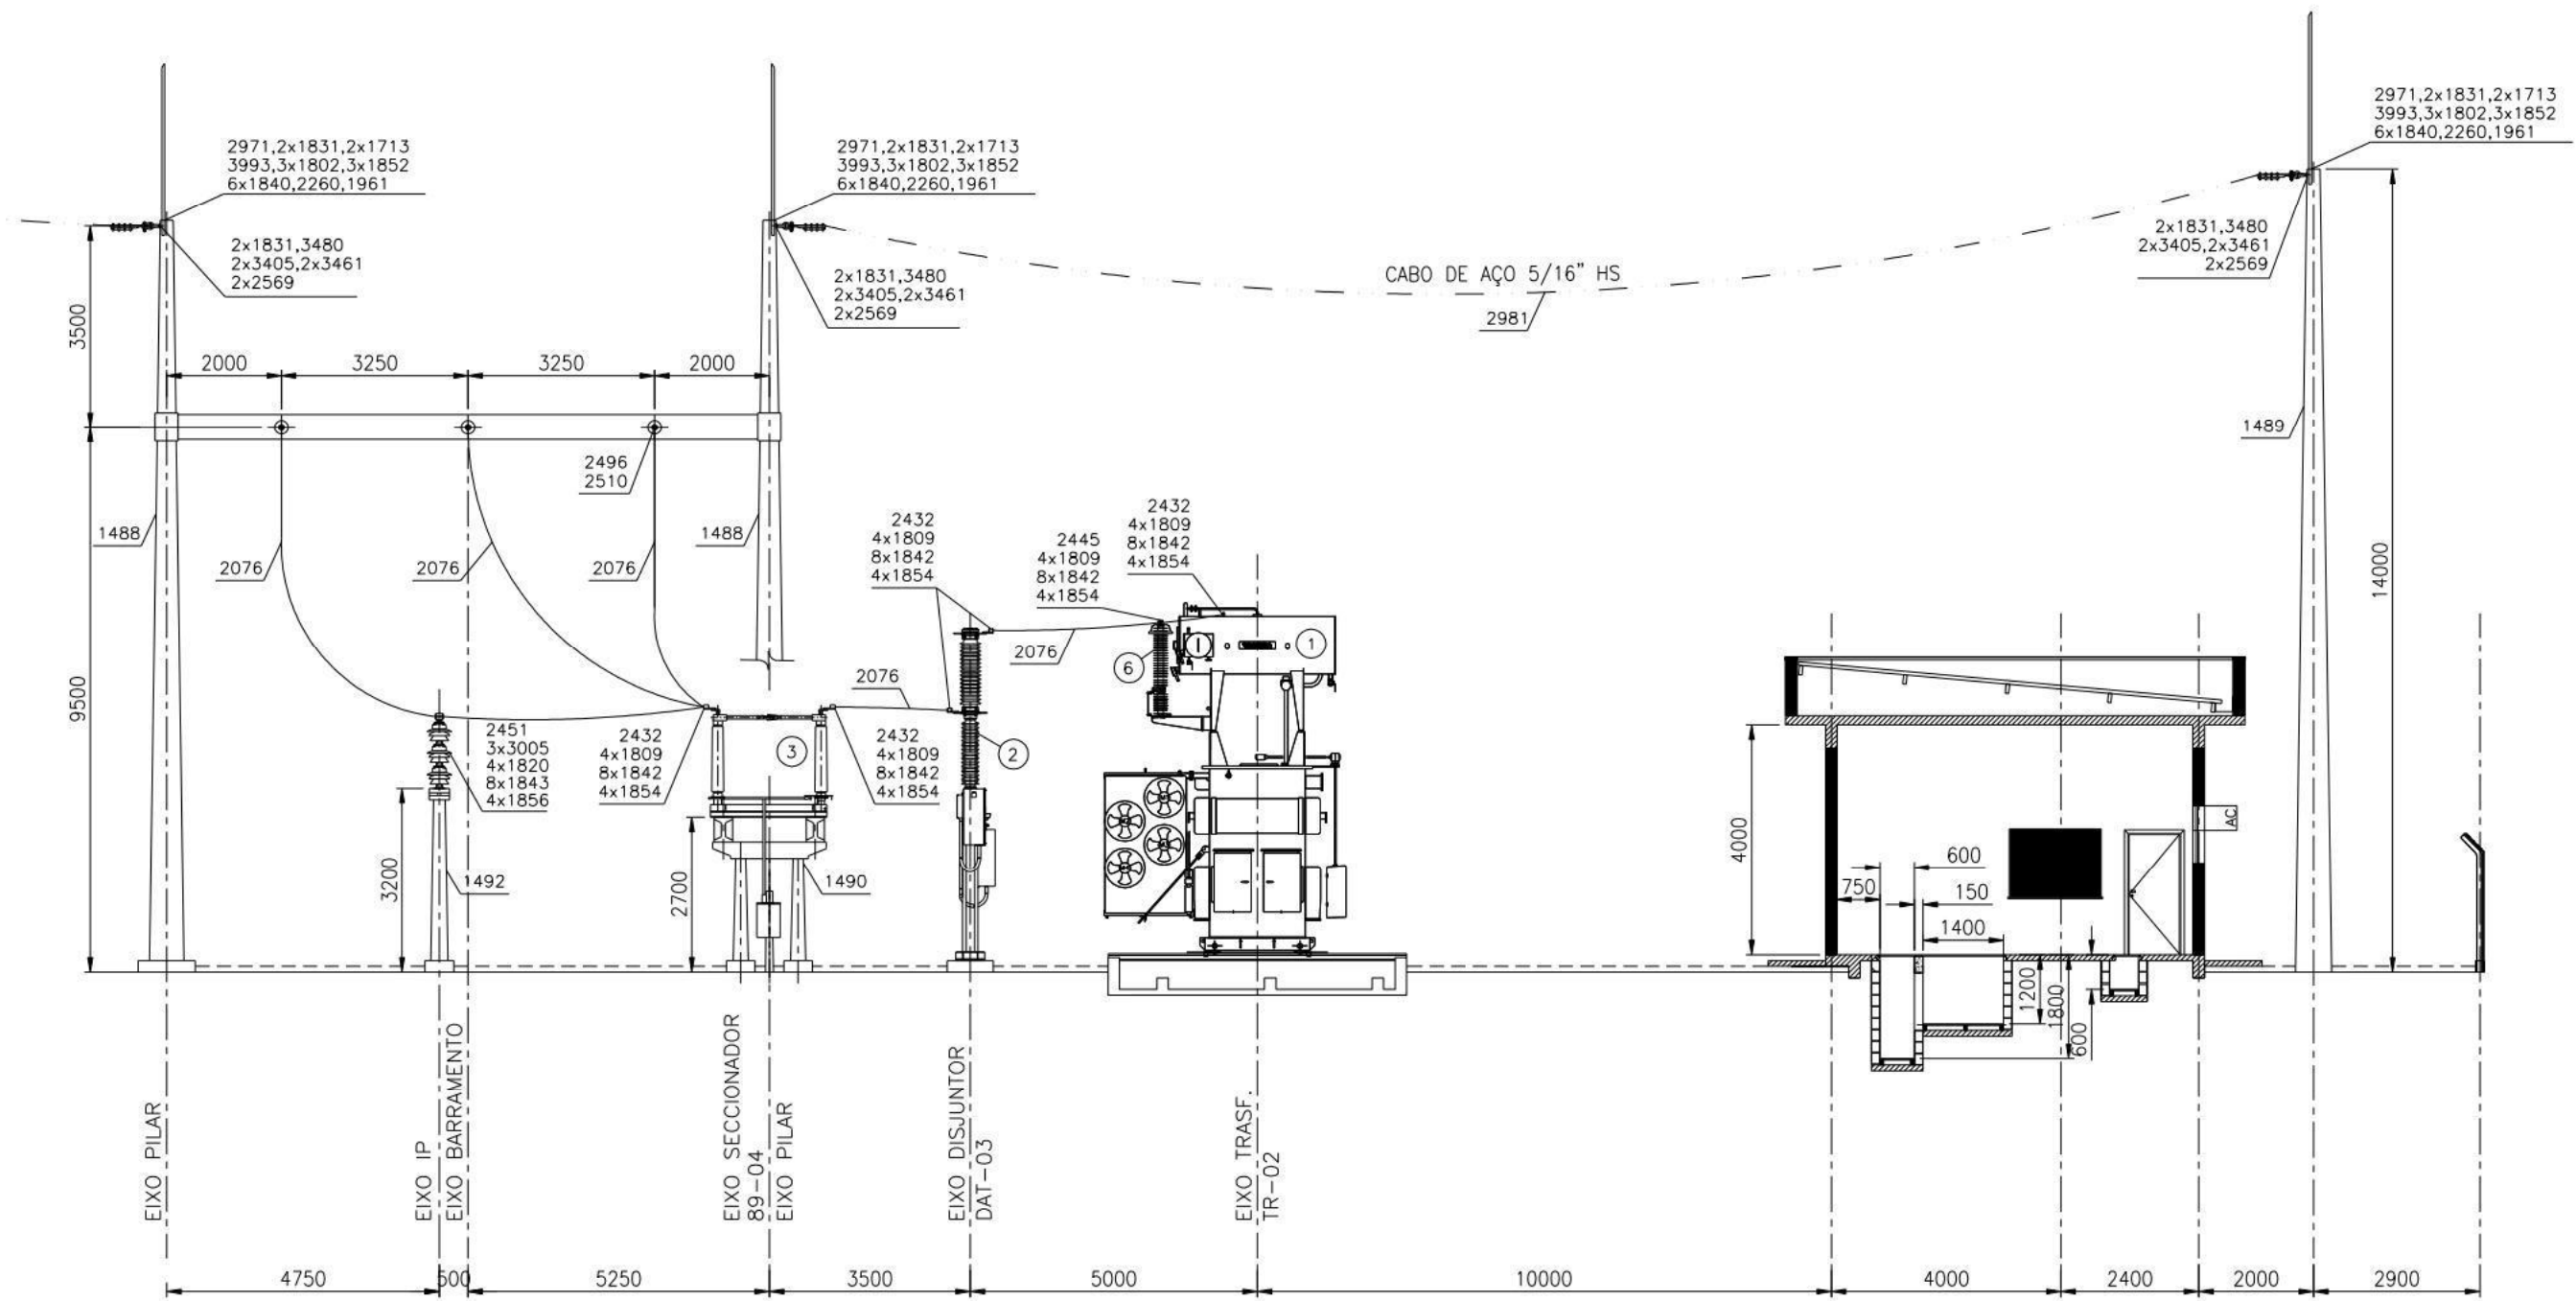 2971,2x1831,2x1713
3993,3x1802,3x1852
6x1840,2260,1961
2971,2x1831,2x1713
3993,3x1802,3x1852
6x1840,2260,1961
2971,2x1831,2x1713
3993,3x1802,3x1852
6x1840,2260,1961
2x1831,3480
2x3405,2x3461
2x2569
2x1831,3480
2x3405,2x3461
2x2569
2x1831,3480
2x3405,2x3461
2x2569
CABO DE AÇO 5/16" HS
2981
3500
2000
3250
3250
2000
1489
2496
2510
1488
1488
2076
2076
2076
2432
4x1809
8x1842
4x1854
2445
4x1809
8x1842
4x1854
2432
4x1809
8x1842
4x1854
14000
9500
2076
2076
6
1
2451
3x3005
4x1820
8x1843
4x1856
2432
4x1809
8x1842
4x1854
3
2432
4x1809
8x1842
4x1854
2
3200
1492
2700
1490
4000
AC
600
750
150
1400
1200
1800
600
EIXO PILAR
EIXO IP
EIXO BARRAMENTO
EIXO SECCIONADOR
89-04
EIXO PILAR
EIXO DISJUNTOR
DAT-03
EIXO TRASF.
TR-02
4750
500
5250
3500
5000
10000
4000
2400
2000
2900